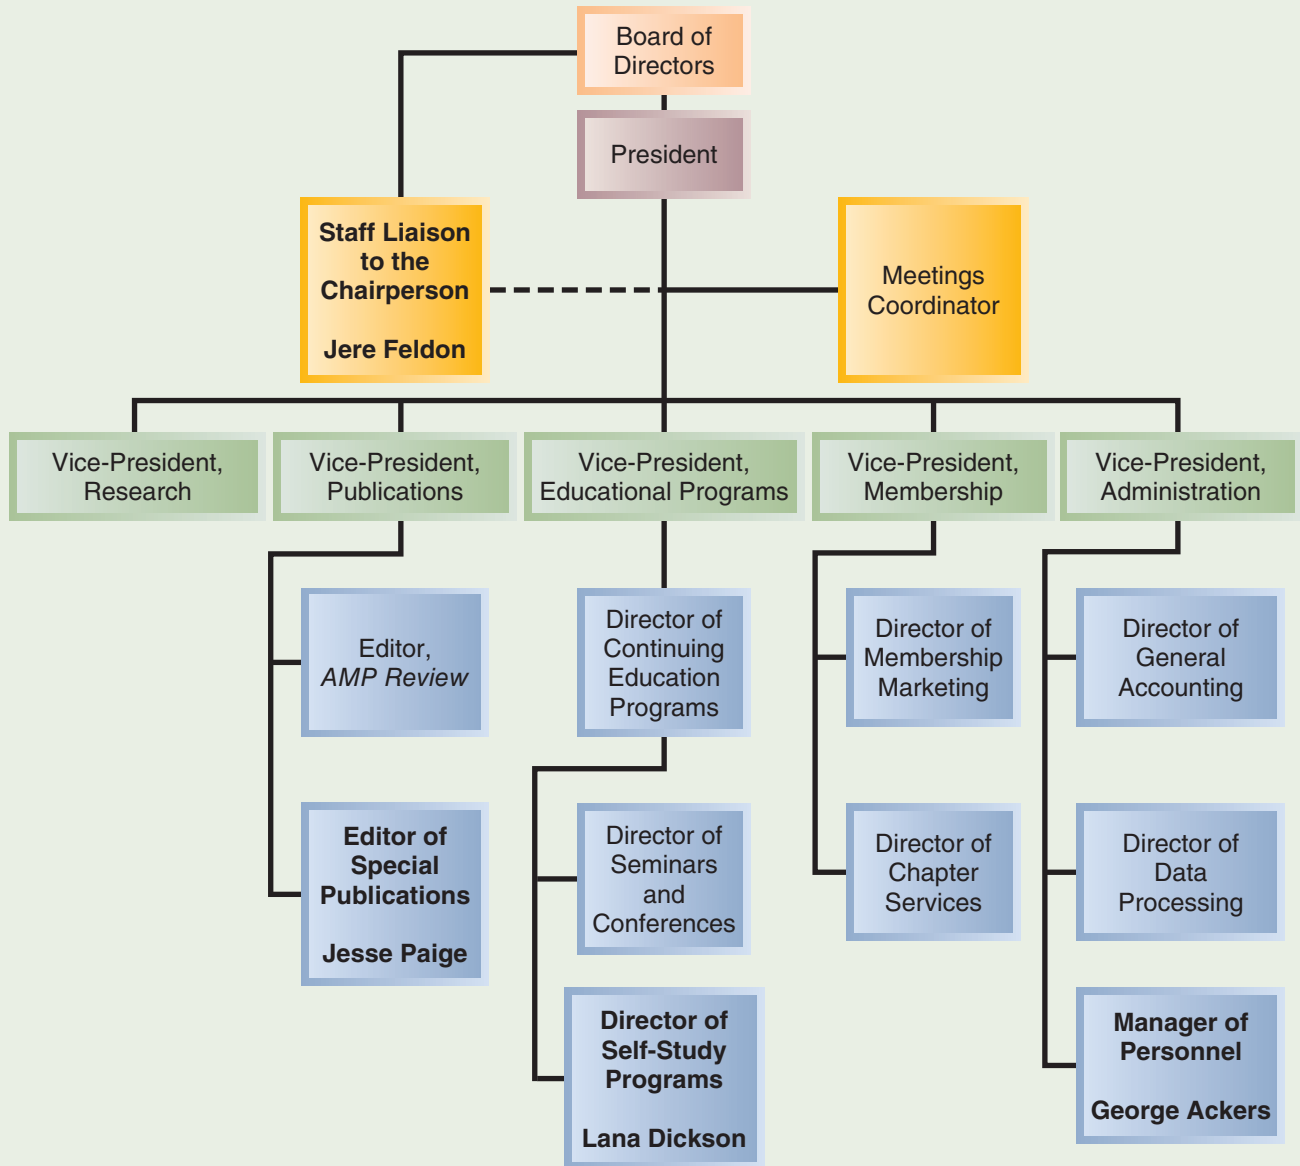 Board of
Directors
President
Staff Liaison
to the
Chairperson
Jere Feldon
Meetings
Coordinator
Vice-President,
Research
Vice-President,
Publications
Vice-President,
Educational Programs
Vice-President,
Membership
Vice-President,
Administration
Editor,
AMP Review
Director of
Continuing
Education
Programs
Director of
Membership
Marketing
Director of
General
Accounting
Editor of
Special
Publications
Jesse Paige
Director of
Seminars
and
Conferences
Director of
Chapter
Services
Director of
Data
Processing
Director of
Self-Study
Programs
Lana Dickson
Manager of
Personnel
George Ackers